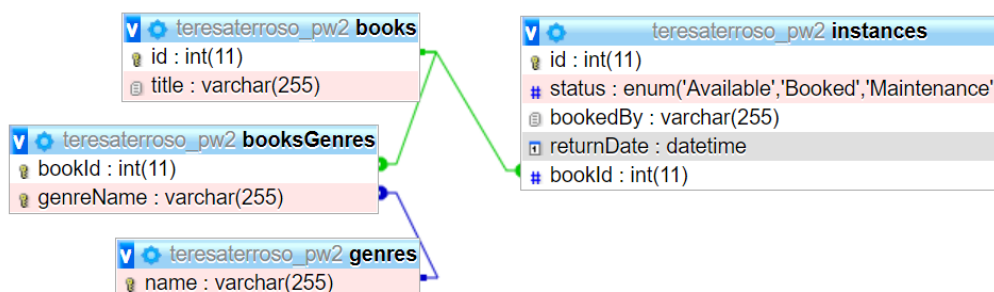 teresaterroso_pw2 books
id : int(11)
title : varchar(255)
teresaterroso_pw2 booksGenres
bookId : int(11)
genreName : varchar(255)
teresaterroso_pw2 genres
name : varchar(255)
teresaterroso_pw2 instances
id : int(11)
status : enum('Available','Booked','Maintenance'
bookedBy : varchar(255)
returnDate : datetime
bookId : int(11)